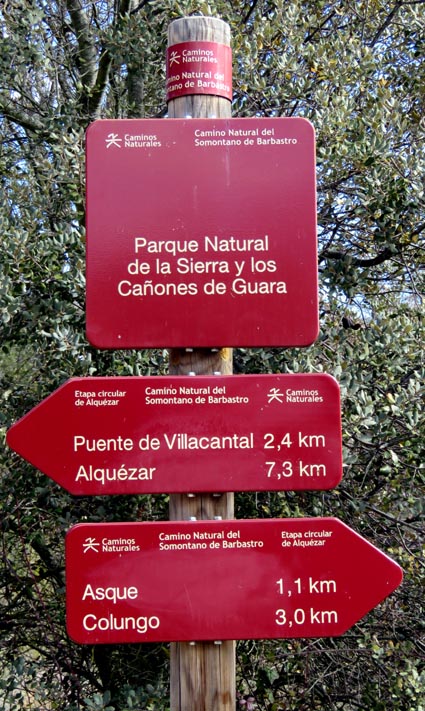 Caminos
Naturales
Camino Natural del
Somontano de Barbastro
Caminos
Naturales
Camino Natural del
Somontano de Barbastro
Parque Natural
de la Sierra y los
Cañones de Guara
Etapa circular
de Alquézar
Camino Natural del
Somontano de Barbastro
Caminos
Naturales
Puente de Villacantal 2,4 km
Alquézar 7,3 km
Caminos
Naturales
Camino Natural del
Somontano de Barbastro
Etapa circular
de Alquézar
Asque 1,1 km
Colungo 3,0 km